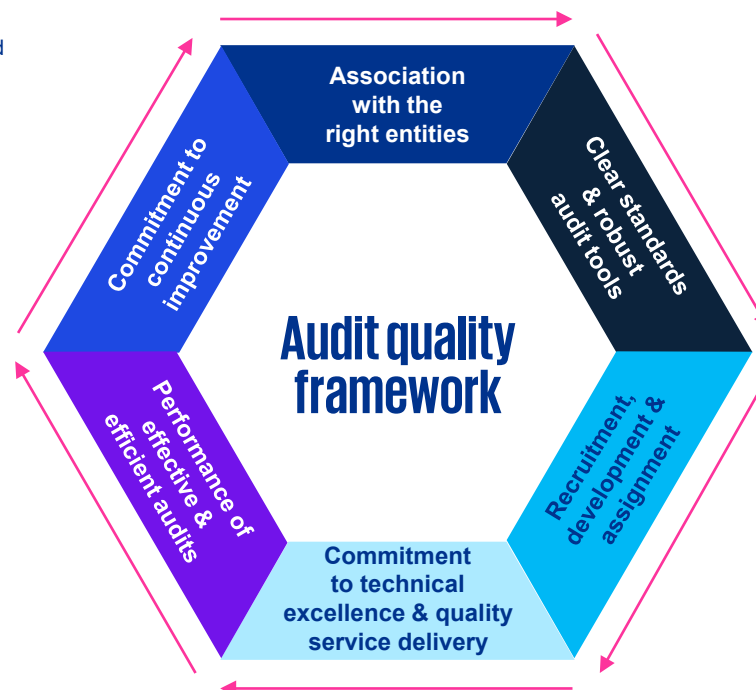 Association
with the
right entities
Clear standards
& robust
audit tools
Recruitment,
development &
assignment
Commitment
to technical
excellence & quality
service delivery
Performance of
effective &
efficient audits
Commitment to
continuous
improvement
Audit quality
framework